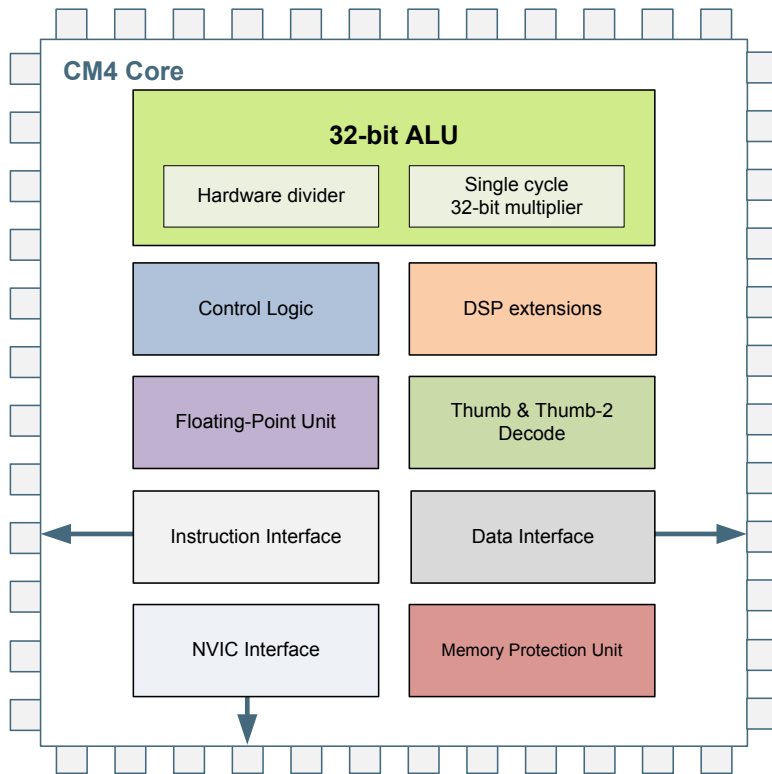 CM4 Core
32-bit ALU
Hardware divider
Single cycle
32-bit multiplier
Control Logic
DSP extensions
Floating-Point Unit
Thumb & Thumb-2
Decode
Instruction Interface
Data Interface
NVIC Interface
Memory Protection Unit